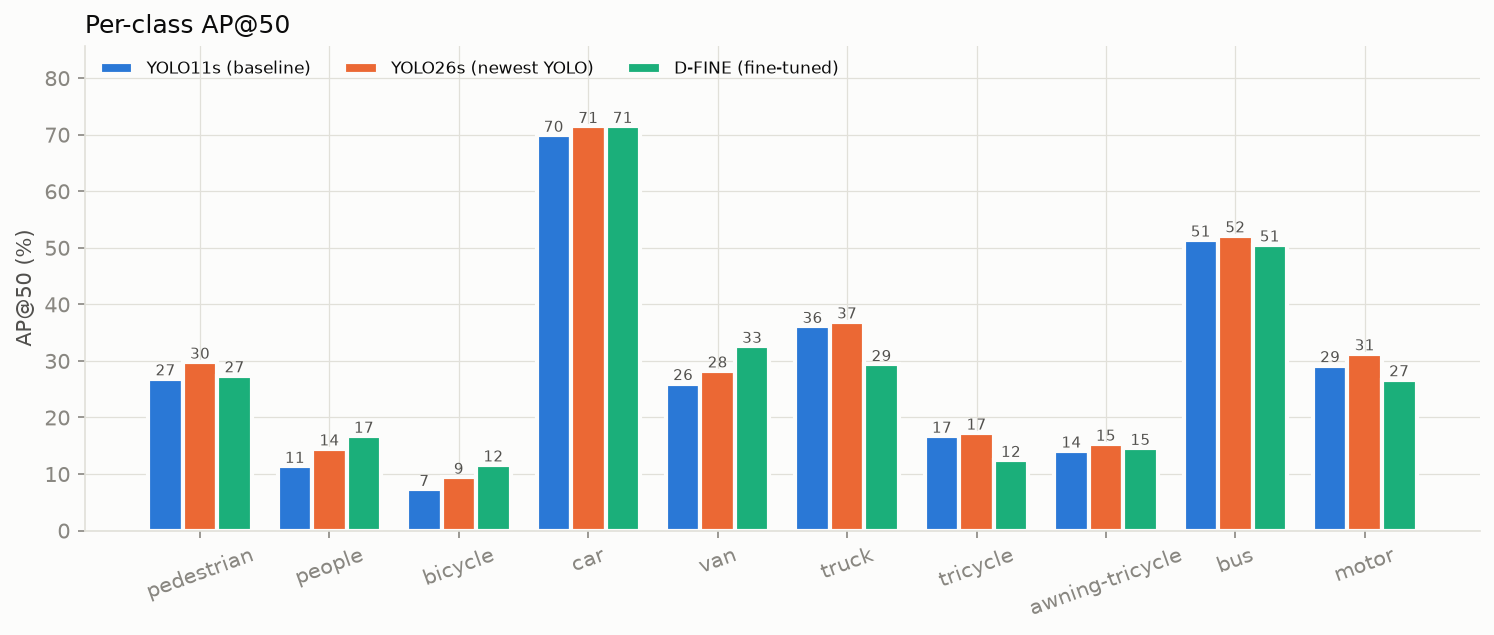 Per-class AP@50
YOLO11s (baseline)
YOLO26s (newest YOLO)
D-FINE (fine-tuned)
AP@50 (%)
80
70
60
50
40
30
20
10
0
27 30 27
11 14 17
7 9 12
70 71 71
26 28 33
36 37 29
17 17 12
14 15 15
51 52 51
29 31 27
pedestrian
people
bicycle
car
van
truck
tricycle
awning-tricycle
bus
motor